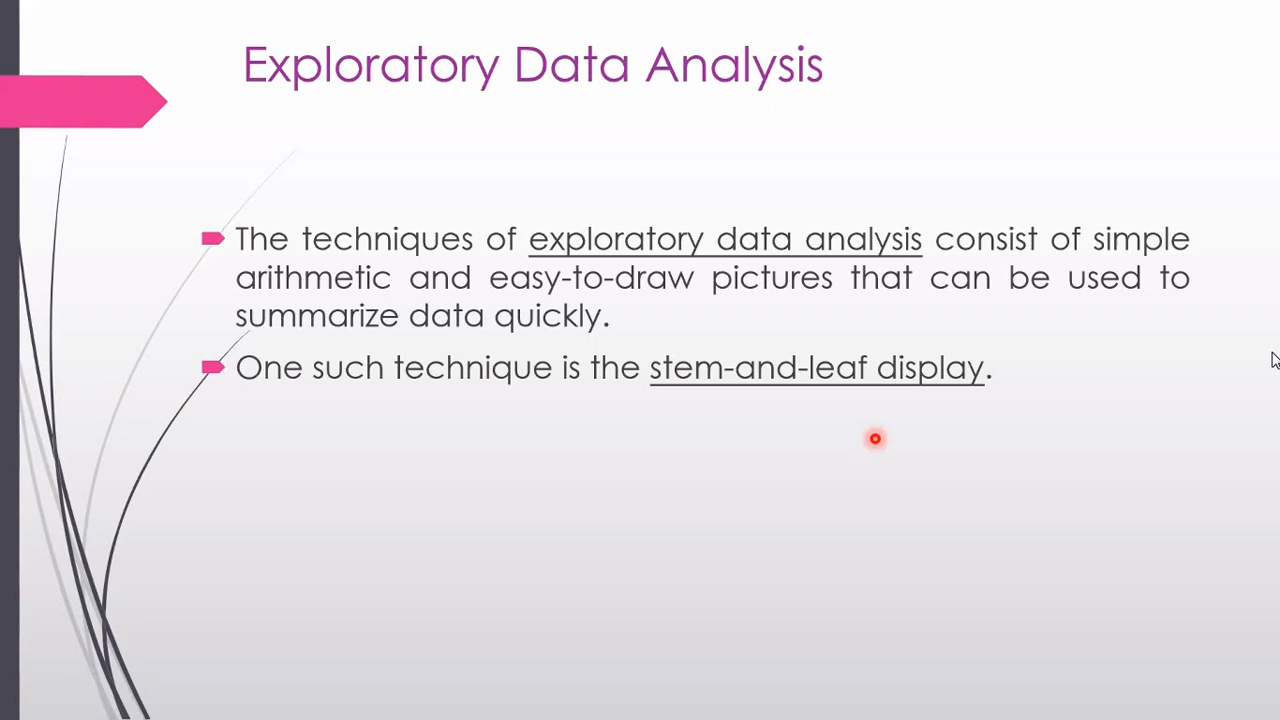 Exploratory Data Analysis
The techniques of exploratory data analysis consist of simple
arithmetic and easy-to-draw pictures that can be used to
summarize data quickly.
One such technique is the stem-and-leaf display.